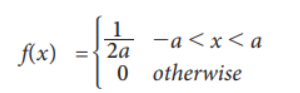 f(x) = { 1/2a  -a < x < a
0  otherwise